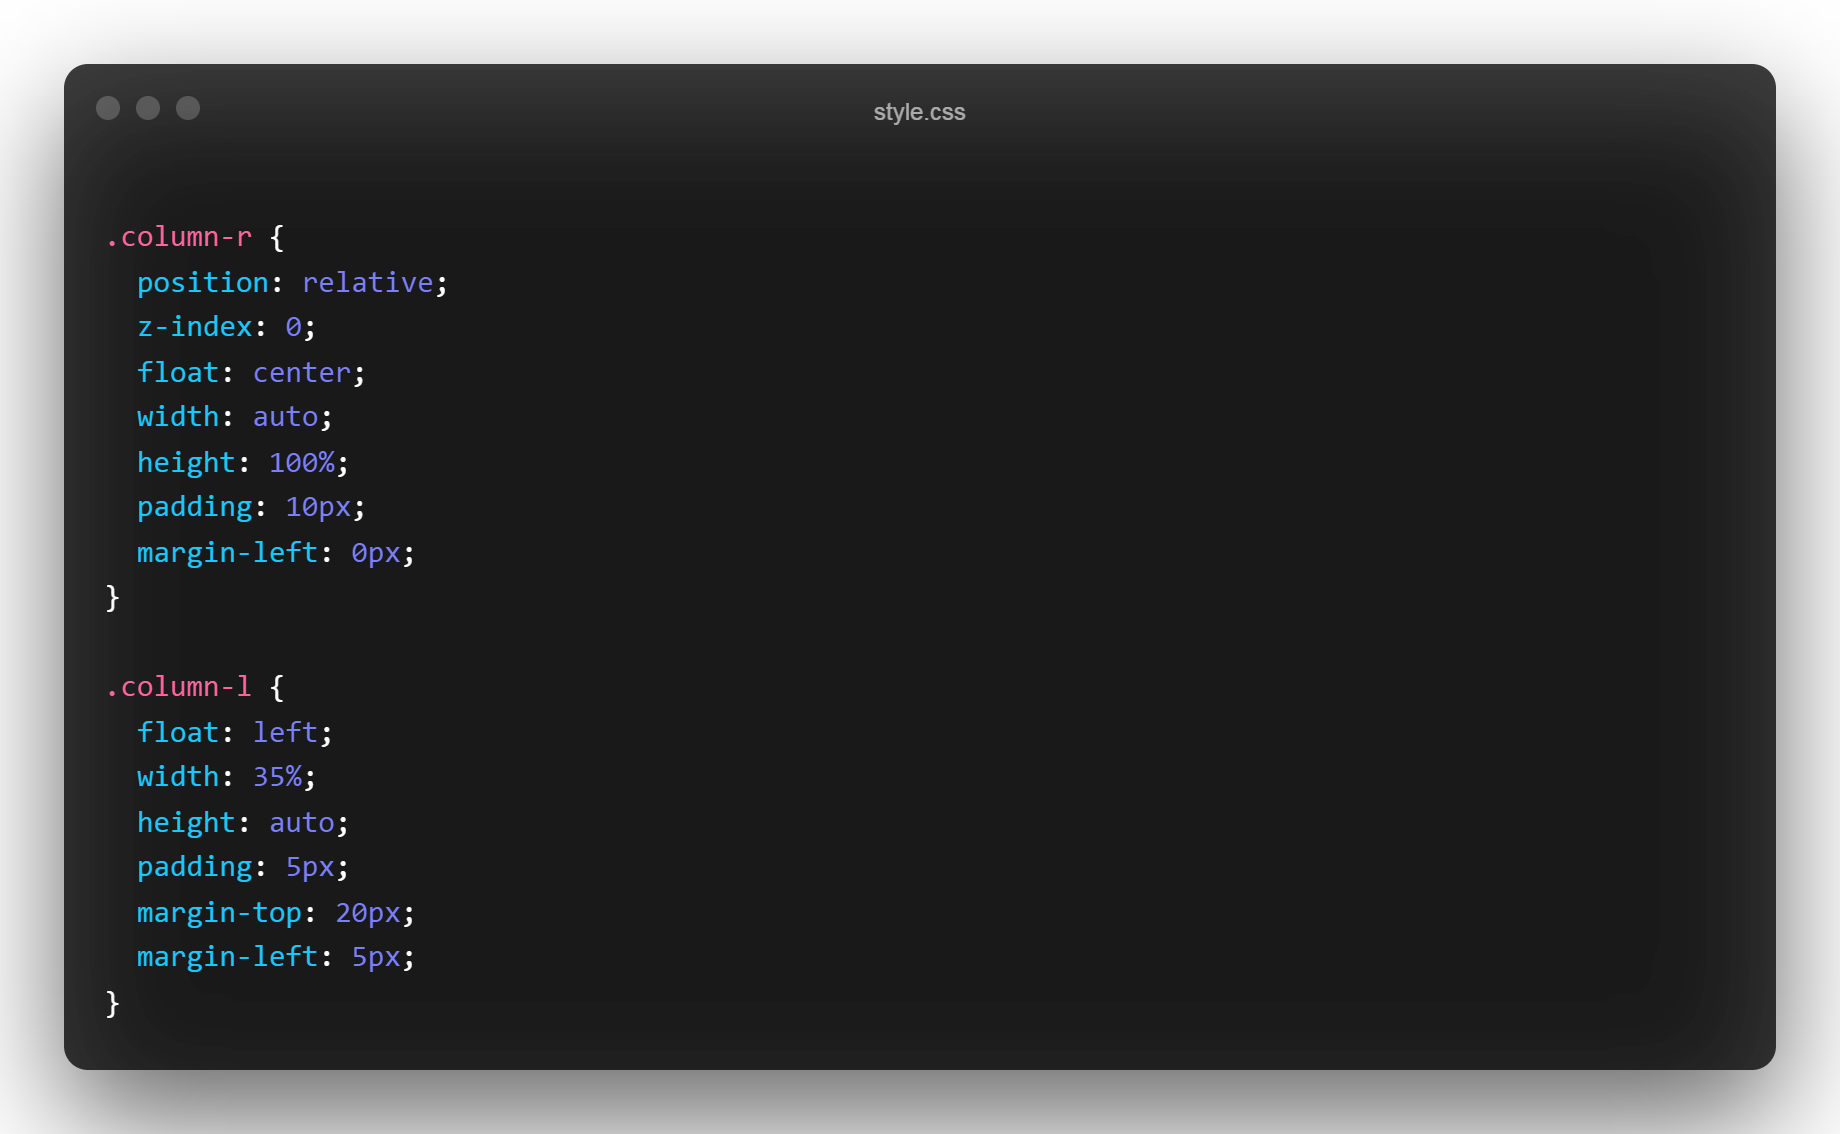 style.css
.column-r {
  position: relative;
  z-index: 0;
  float: center;
  width: auto;
  height: 100%;
  padding: 10px;
  margin-left: 0px;
}

.column-l {
  float: left;
  width: 35%;
  height: auto;
  padding: 5px;
  margin-top: 20px;
  margin-left: 5px;
}